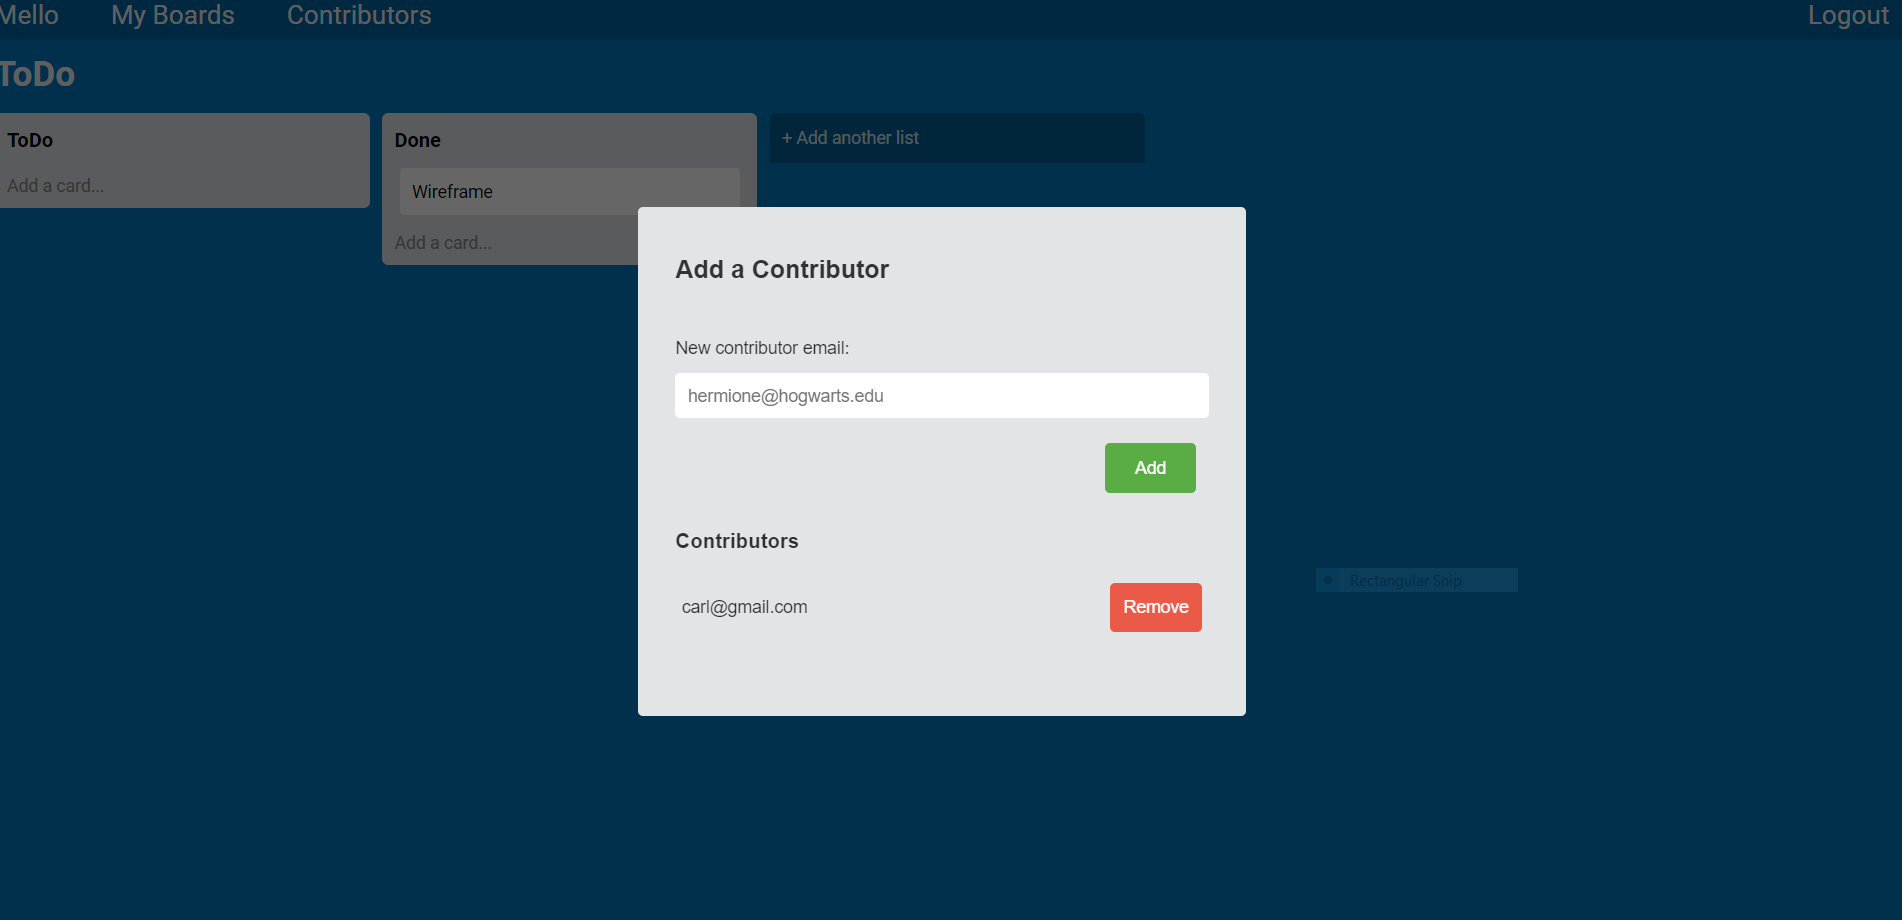 Mello My Boards Contributors Logout
ToDo
ToDo
Add a card...
Done
Wireframe
Add a card...
+ Add another list
Add a Contributor
New contributor email:
hermione@hogwarts.edu
Add
Contributors
carl@gmail.com
Remove
Rectangular Snip